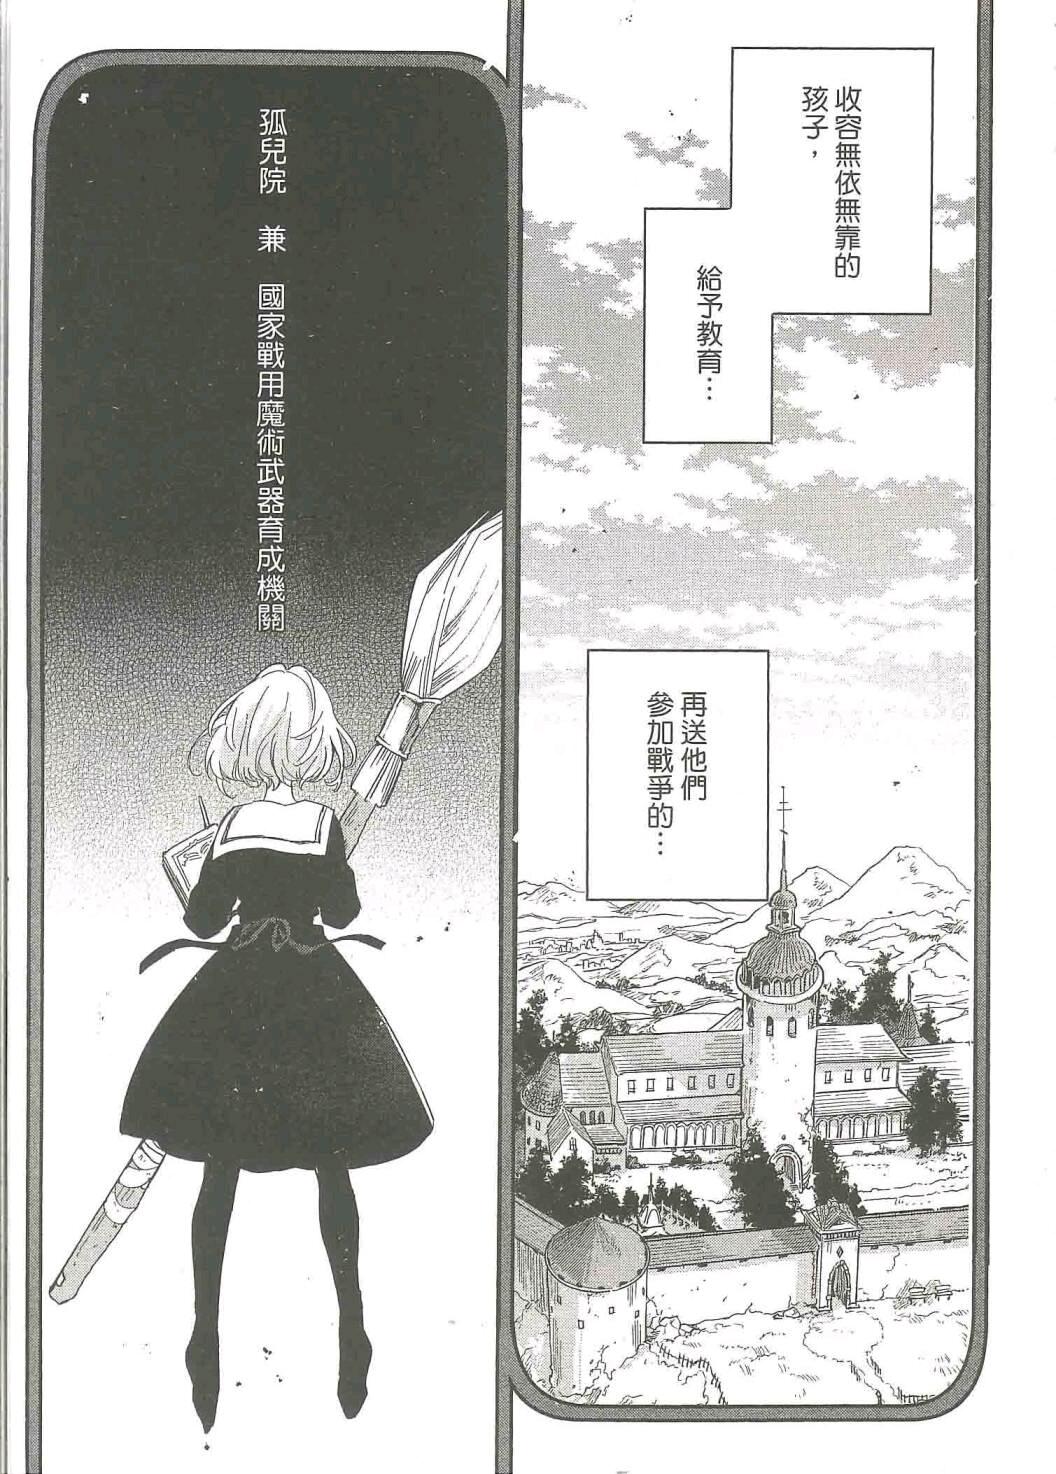 收容無依無靠的
孩子，
給予教育…
再送他們
參加戰爭的…
孤兒院　兼　國家戰用魔術武器育成機關